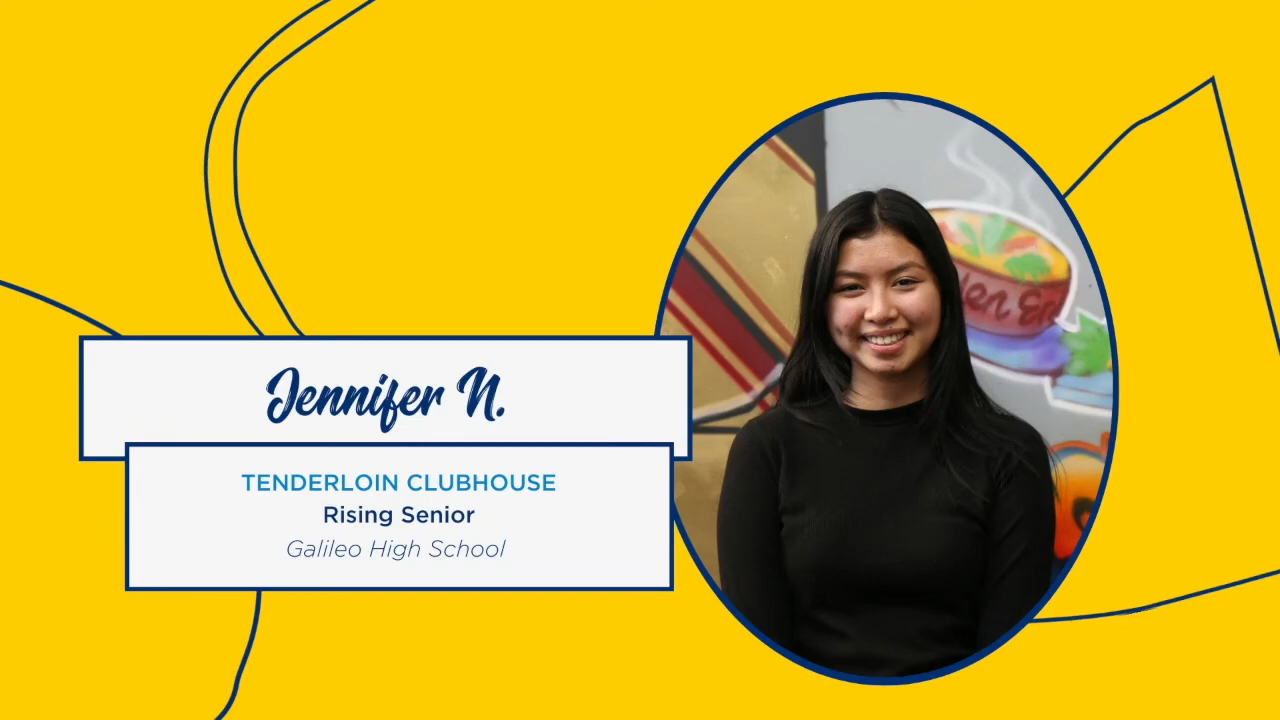 Jennifer N.
TENDERLOIN CLUBHOUSE
Rising Senior
Galileo High School